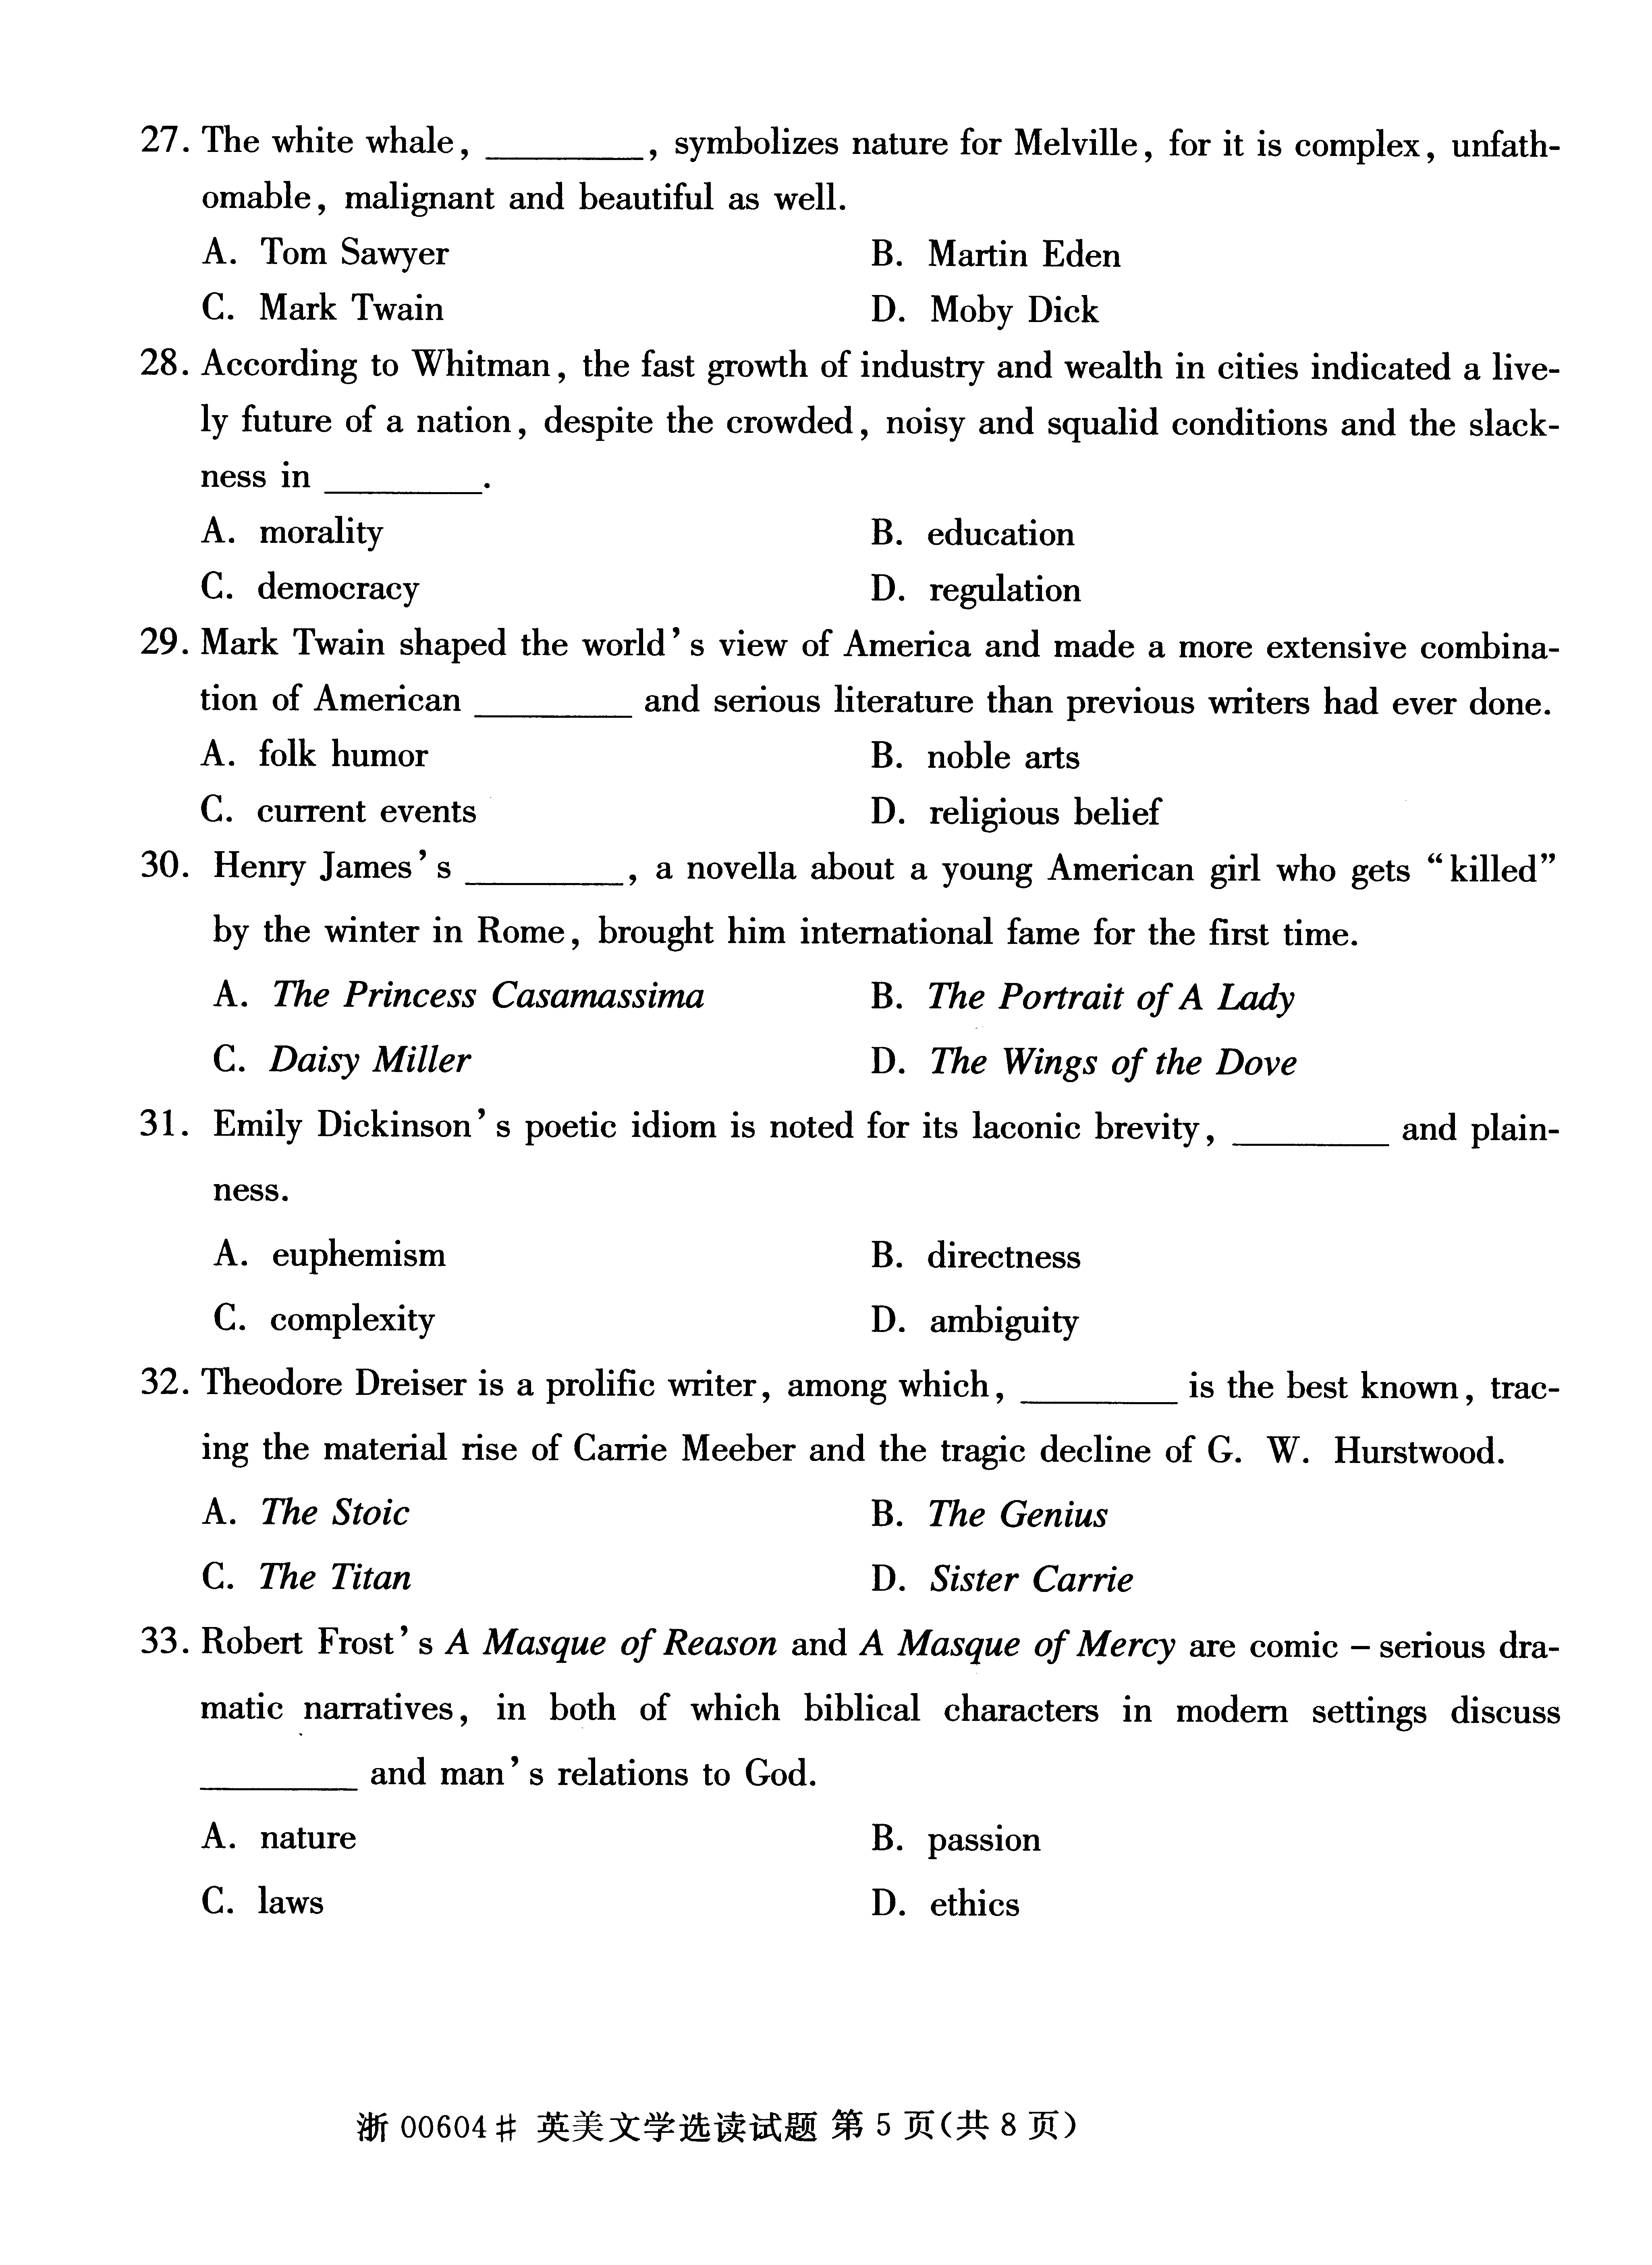 27. The white whale, ________, symbolizes nature for Melville, for it is complex, unfath-
omable, malignant and beautiful as well.
A. Tom Sawyer B. Martin Eden
C. Mark Twain D. Moby Dick
28. According to Whitman, the fast growth of industry and wealth in cities indicated a live-
ly future of a nation, despite the crowded, noisy and squalid conditions and the slack-
ness in ________.
A. morality B. education
C. democracy D. regulation
29. Mark Twain shaped the world's view of America and made a more extensive combina-
tion of American ________ and serious literature than previous writers had ever done.
A. folk humor B. noble arts
C. current events D. religious belief
30. Henry James's ________, a novella about a young American girl who gets “killed”
by the winter in Rome, brought him international fame for the first time.
A. The Princess Casamassima B. The Portrait of A Lady
C. Daisy Miller D. The Wings of the Dove
31. Emily Dickinson's poetic idiom is noted for its laconic brevity, ________ and plain-
ness.
A. euphemism B. directness
C. complexity D. ambiguity
32. Theodore Dreiser is a prolific writer, among which, ________ is the best known, trac-
ing the material rise of Carrie Meeber and the tragic decline of G. W. Hurstwood.
A. The Stoic B. The Genius
C. The Titan D. Sister Carrie
33. Robert Frost's A Masque of Reason and A Masque of Mercy are comic – serious dra-
matic narratives, in both of which biblical characters in modern settings discuss
________ and man's relations to God.
A. nature B. passion
C. laws D. ethics
浙 00604# 英美文学选读试题 第 5 页(共 8 页)